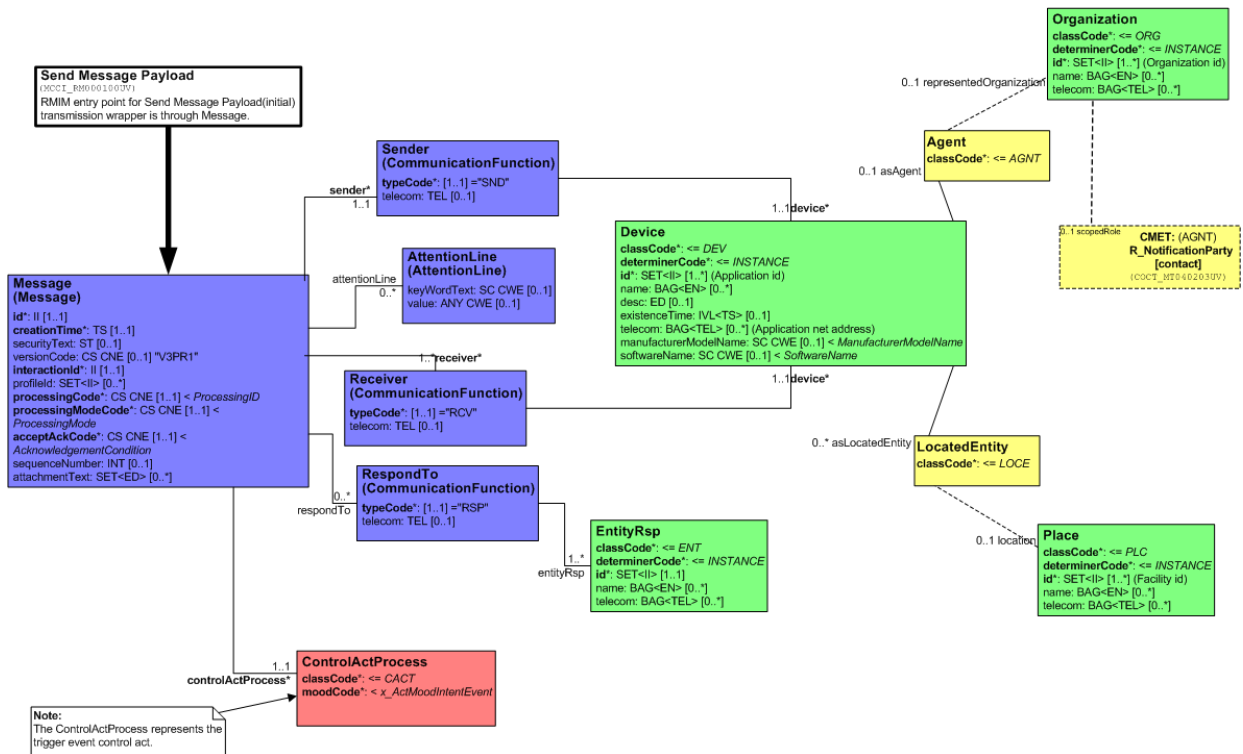 Send Message Payload
(MCCI_RM000100UV)
RMIM entry point for Send Message Payload(initial)
transmission wrapper is through Message.
Message
(Message)
id*: II [1..1]
creationTime*: TS [1..1]
securityText: ST [0..1]
versionCode: CS CNE [0..1] "V3PR1"
interactionId*: II [1..1]
profileId: SET<II> [0..*]
processingCode*: CS CNE [1..1] < ProcessingID
processingModeCode*: CS CNE [1..1] <
ProcessingMode
acceptAckCode*: CS CNE [1..1] <
AcknowledgementCondition
sequenceNumber: INT [0..1]
attachmentText: SET<ED> [0..*]
sender*
1..1
Sender
(CommunicationFunction)
typeCode*: [1..1] ="SND"
telecom: TEL [0..1]
attentionLine
0..*
AttentionLine
(AttentionLine)
keyWordText: SC CWE [0..1]
value: ANY CWE [0..1]
1..*receiver*
Receiver
(CommunicationFunction)
typeCode*: [1..1] ="RCV"
telecom: TEL [0..1]
0..*
respondTo
RespondTo
(CommunicationFunction)
typeCode*: [1..1] ="RSP"
telecom: TEL [0..1]
1..*
entityRsp
EntityRsp
classCode*: <= ENT
determinerCode*: <= INSTANCE
id*: SET<II> [1..1]
name: BAG<EN> [0..*]
telecom: BAG<TEL> [0..*]
1..1
controlActProcess*
ControlActProcess
classCode*: <= CACT
moodCode*: < x_ActMoodIntentEvent
Note:
The ControlActProcess represents the
trigger event control act.
1..1device*
Device
classCode*: <= DEV
determinerCode*: <= INSTANCE
id*: SET<II> [1..*] (Application id)
name: BAG<EN> [0..*]
desc: ED [0..1]
existenceTime: IVL<TS> [0..1]
telecom: BAG<TEL> [0..*] (Application net address)
manufacturerModelName: SC CWE [0..1] < ManufacturerModelName
softwareName: SC CWE [0..1] < SoftwareName
1..1device*
0..1 asAgent
Agent
classCode*: <= AGNT
0..1 representedOrganization
Organization
classCode*: <= ORG
determinerCode*: <= INSTANCE
id*: SET<II> [1..*] (Organization id)
name: BAG<EN> [0..*]
telecom: BAG<TEL> [0..*]
0..1 scopedRole
CMET: (AGNT)
R_NotificationParty
[contact]
(COCT_MT040203UV)
0..* asLocatedEntity
LocatedEntity
classCode*: <= LOCE
0..1 location
Place
classCode*: <= PLC
determinerCode*: <= INSTANCE
id*: SET<II> [1..*] (Facility id)
name: BAG<EN> [0..*]
telecom: BAG<TEL> [0..*]